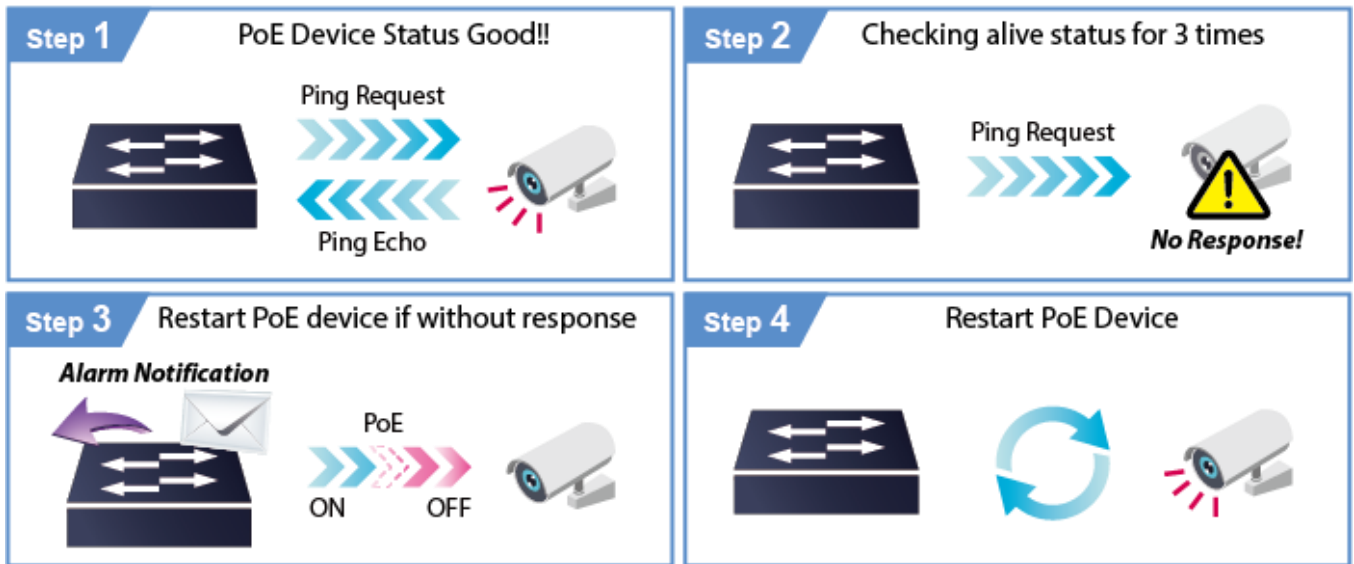 Step 1
PoE Device Status Good!!
Ping Request
Ping Echo
Step 2
Checking alive status for 3 times
Ping Request
No Response!
Step 3
Restart PoE device if without response
Alarm Notification
PoE
ON OFF
Step 4
Restart PoE Device